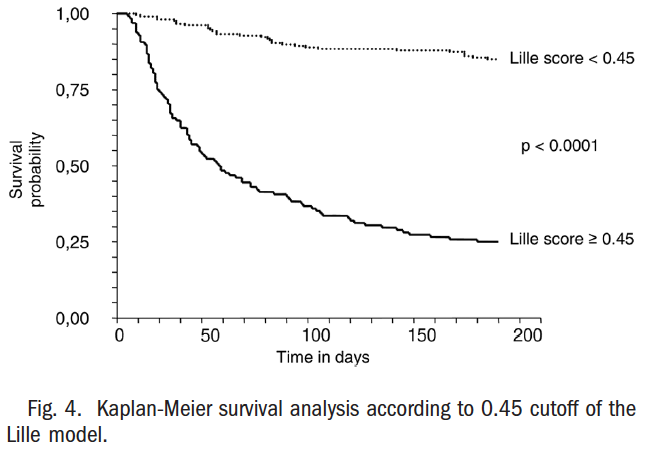 1.00
Lille score < 0.45
0,75
p < 0.0001
Survival
probability
0,50
0,25
Lille score ≥ 0.45
0,00
0 50 100 150 200
Time in days
Fig. 4. Kaplan-Meier survival analysis according to 0.45 cutoff of the
Lille model.